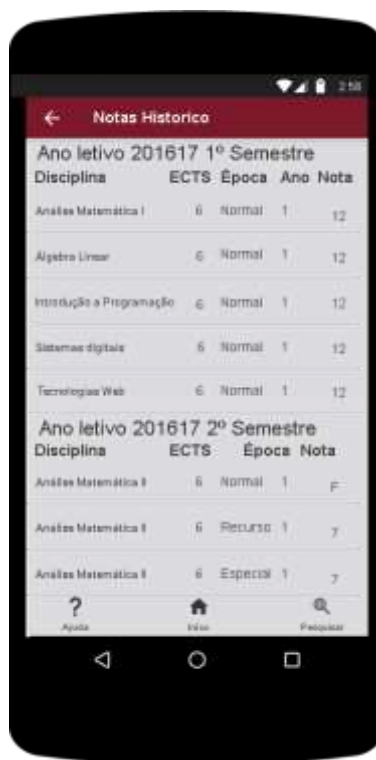 2:58
Notas Historico
Ano letivo 201617 1º Semestre
Disciplina ECTS Época Ano Nota
Análise Matemática I 6 Normal 1 12
Algebra Linear 6 Normal 1 12
Introdução a Programação 6 Normal 1 12
Sistemas digitais 6 Normal 1 12
Tecnologias Web 6 Normal 1 12
Ano letivo 201617 2º Semestre
Disciplina ECTS Época Nota
Análise Matemática II 6 Normal 1 F
Análise Matemática II 6 Recurso 1 7
Análise Matemática II 6 Especial 1 7
Ajuda Início Pesquisar